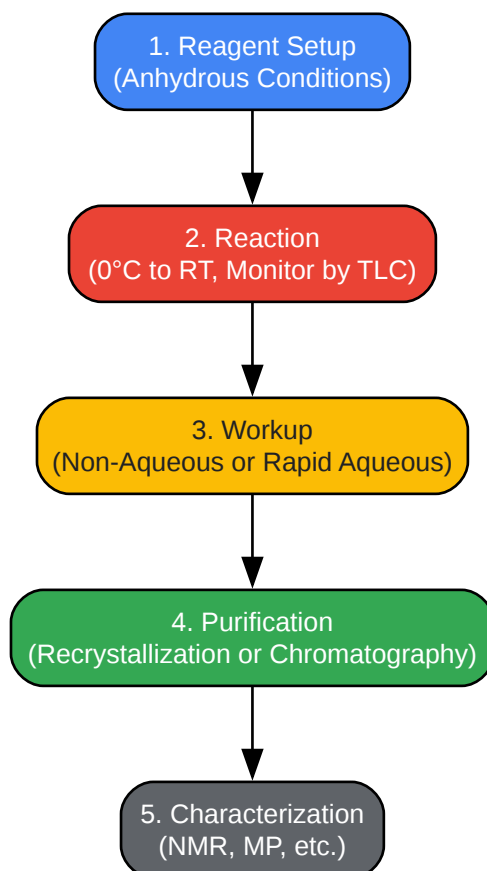 1. Reagent Setup
(Anhydrous Conditions)
2. Reaction
(0°C to RT, Monitor by TLC)
3. Workup
(Non-Aqueous or Rapid Aqueous)
4. Purification
(Recrystallization or Chromatography)
5. Characterization
(NMR, MP, etc.)